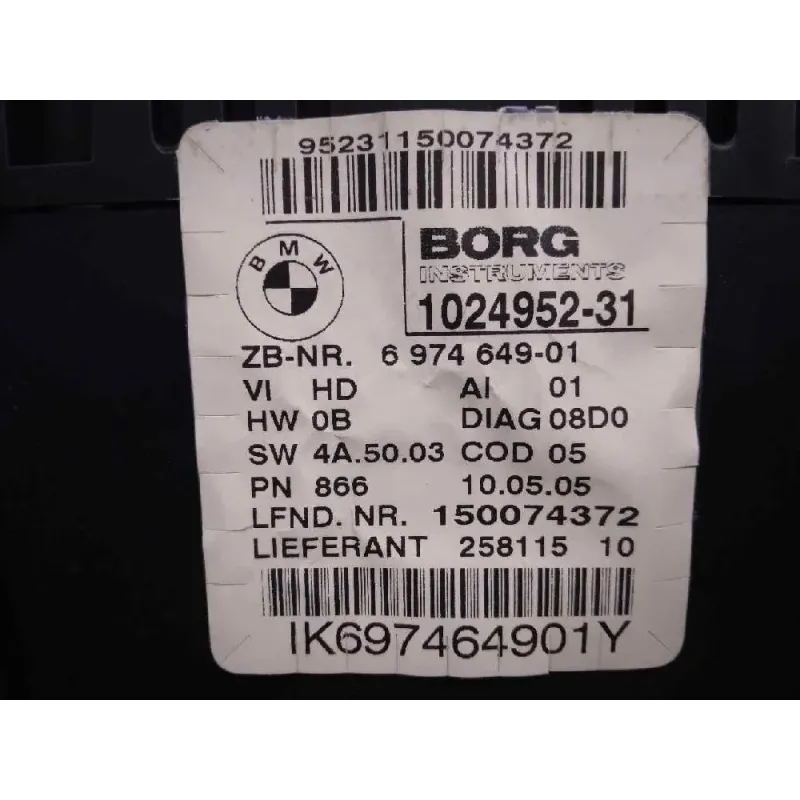 95231150074372
BMW
BORG
INSTRUMENTS
1024952-31
ZB-NR. 6 974 649-01
VI HD AI 01
HW 0B DIAG 08D0
SW 4A.50.03 COD 05
PN 866 10.05.05
LFND. NR. 150074372
LIEFERANT 258115 10
IK697464901Y